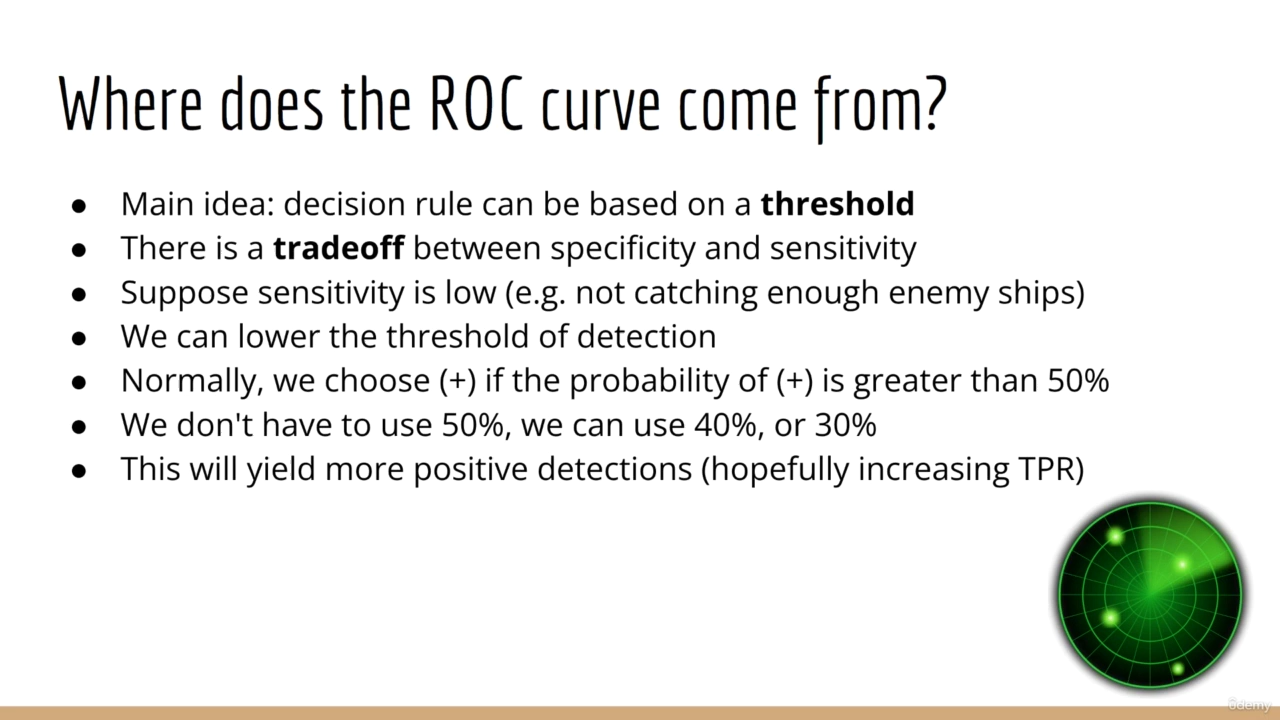 Where does the ROC curve come from?
● Main idea: decision rule can be based on a threshold
● There is a tradeoff between specificity and sensitivity
● Suppose sensitivity is low (e.g. not catching enough enemy ships)
● We can lower the threshold of detection
● Normally, we choose (+) if the probability of (+) is greater than 50%
● We don't have to use 50%, we can use 40%, or 30%
● This will yield more positive detections (hopefully increasing TPR)
ûdemy